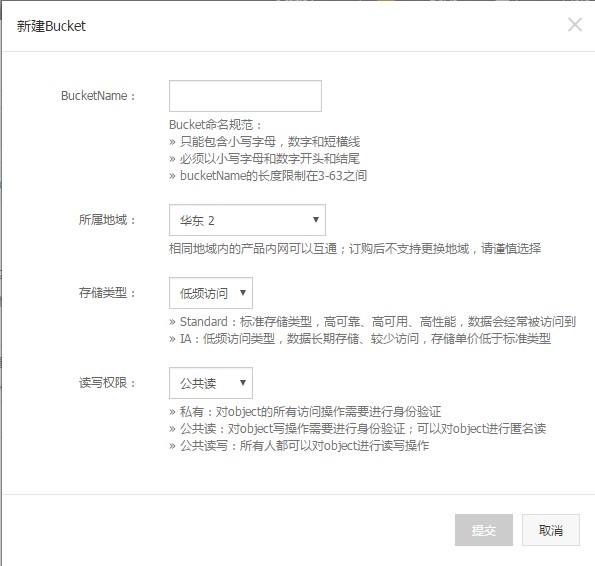 新建Bucket
BucketName：
Bucket命名规范：
» 只能包含小写字母，数字和短横线
» 必须以小写字母和数字开头和结尾
» bucketName的长度限制在3-63之间
所属地域： 华东 2
相同地域内的产品内网可以互通；订购后不支持更换地域，请谨慎选择
存储类型： 低频访问
» Standard：标准存储类型，高可靠、高可用、高性能，数据会经常被访问到
» IA：低频访问类型，数据长期存储、较少访问，存储单价低于标准类型
读写权限： 公共读
» 私有：对object的所有访问操作需要进行身份验证
» 公共读：对object写操作需要进行身份验证；可以对object进行匿名读
» 公共读写：所有人都可以对object进行读写操作
提交 取消